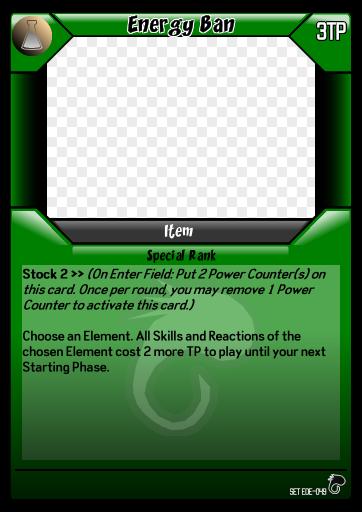 Energy Ban
3TP
Item
Special Rank
Stock 2 >> (On Enter Field: Put 2 Power Counter(s) on
this card. Once per round, you may remove 1 Power
Counter to activate this card.)
Choose an Element. All Skills and Reactions of the
chosen Element cost 2 more TP to play until your next
Starting Phase.
SET EOE-049